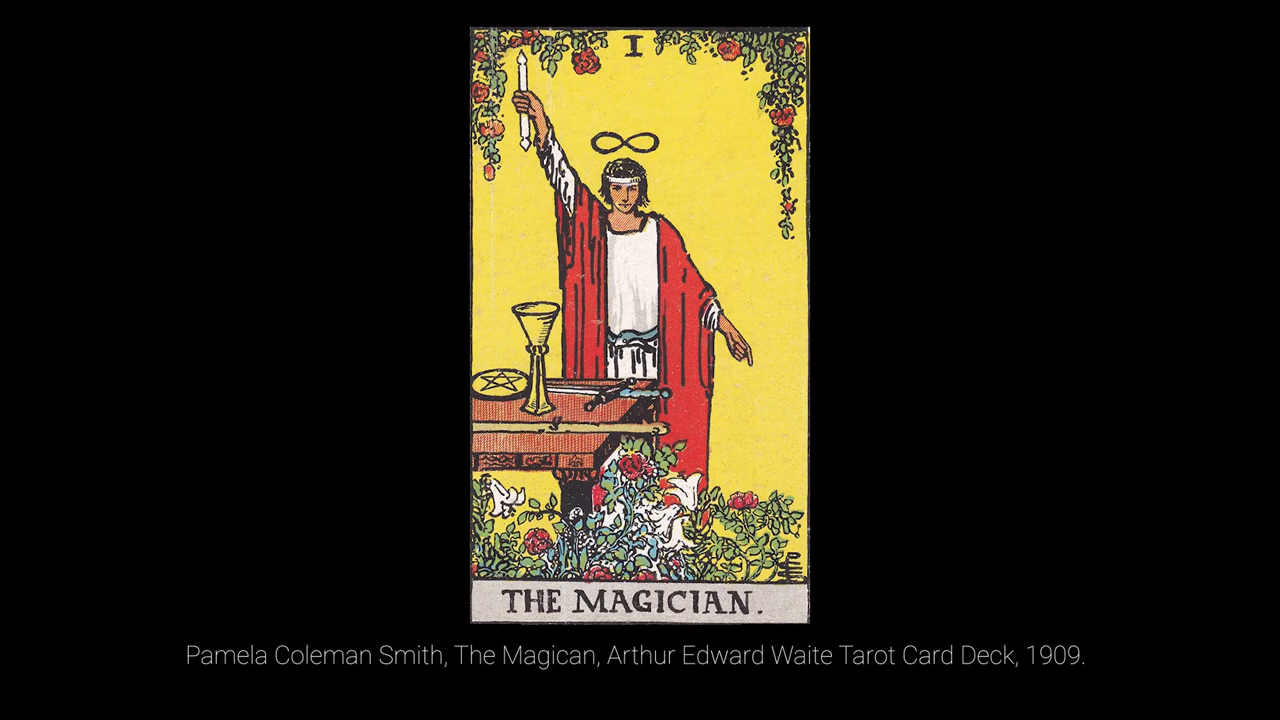 I
THE MAGICIAN.
Pamela Coleman Smith, The Magican, Arthur Edward Waite Tarot Card Deck, 1909.